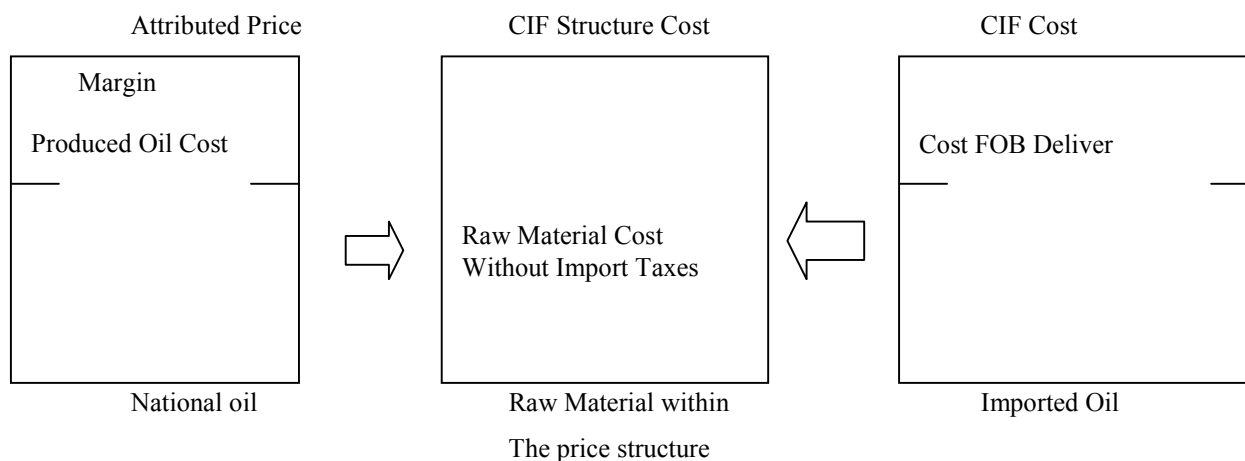 Attributed Price
CIF Structure Cost
CIF Cost
Margin
Produced Oil Cost
Cost FOB Deliver
Raw Material Cost
Without Import Taxes
National oil
Raw Material within
The price structure
Imported Oil